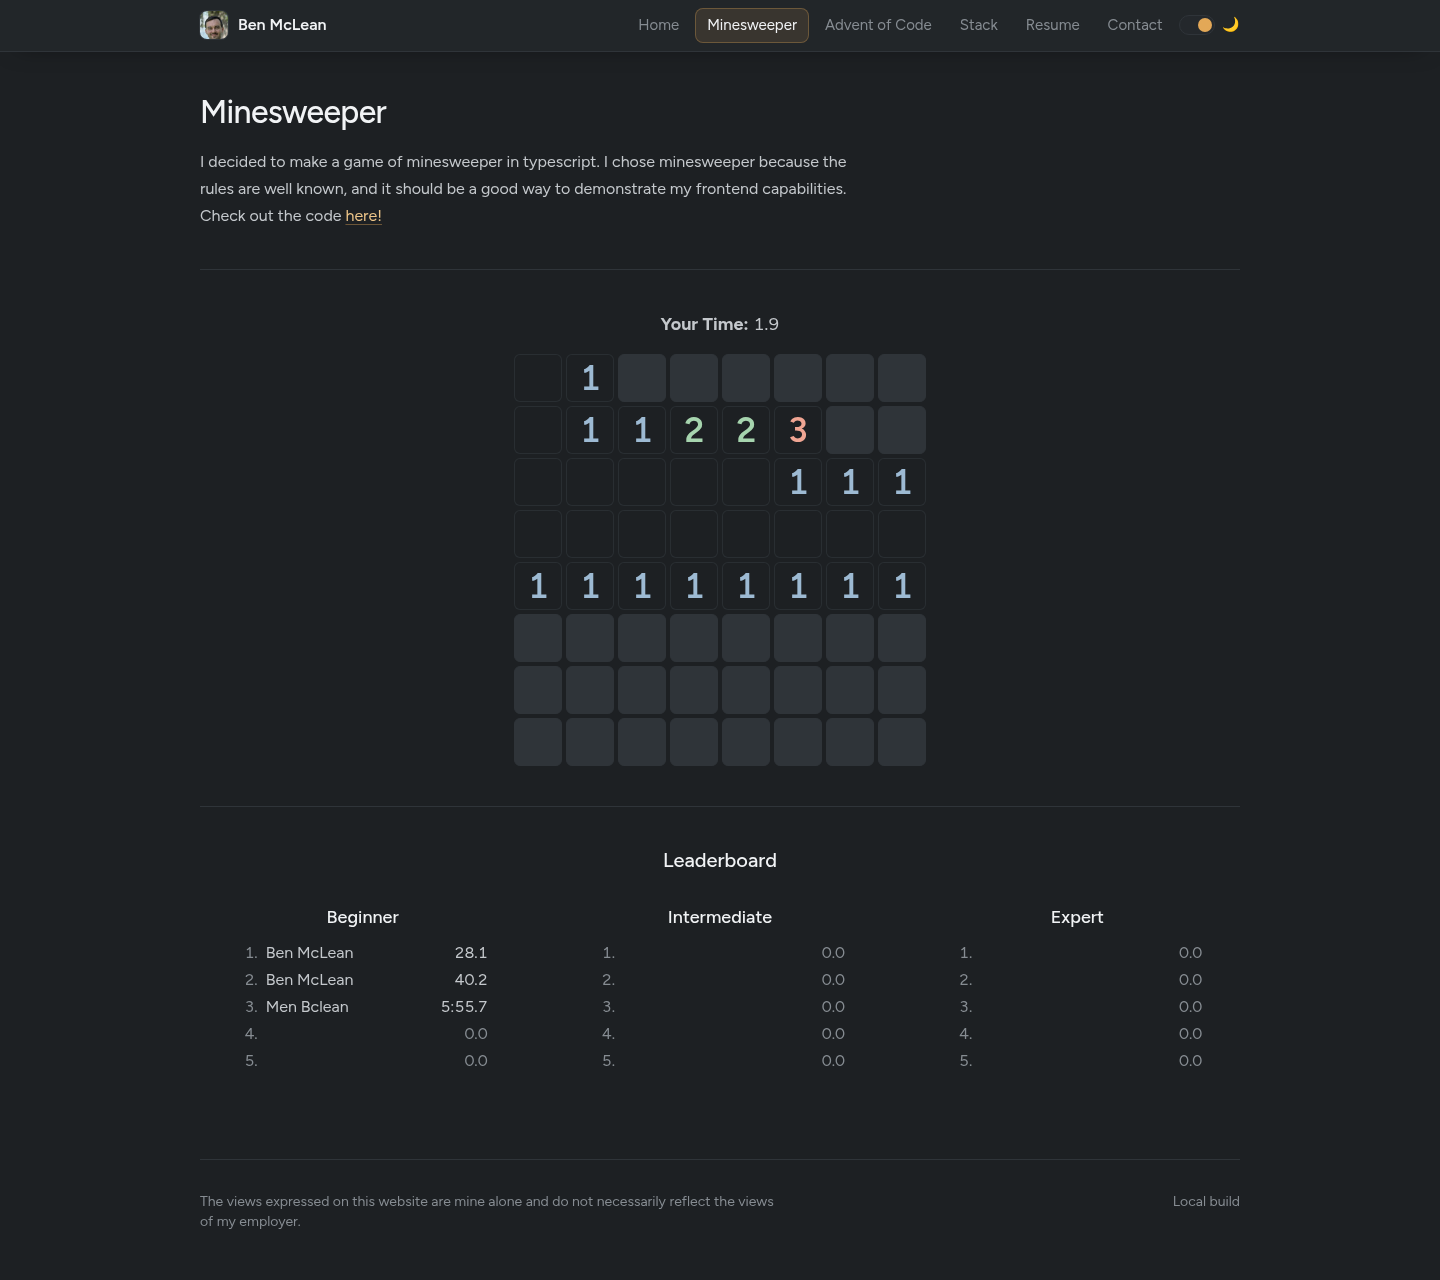 Ben McLean
Home Minesweeper Advent of Code Stack Resume Contact
Minesweeper
I decided to make a game of minesweeper in typescript. I chose minesweeper because the
rules are well known, and it should be a good way to demonstrate my frontend capabilities.
Check out the code here!
Your Time: 1.9
1
1 1 2 2 3
1 1 1
1 1 1 1 1 1 1 1
Leaderboard
Beginner
1. Ben McLean 28.1
2. Ben McLean 40.2
3. Men Bclean 5:55.7
4. 0.0
5. 0.0
Intermediate
1. 0.0
2. 0.0
3. 0.0
4. 0.0
5. 0.0
Expert
1. 0.0
2. 0.0
3. 0.0
4. 0.0
5. 0.0
The views expressed on this website are mine alone and do not necessarily reflect the views
of my employer.
Local build